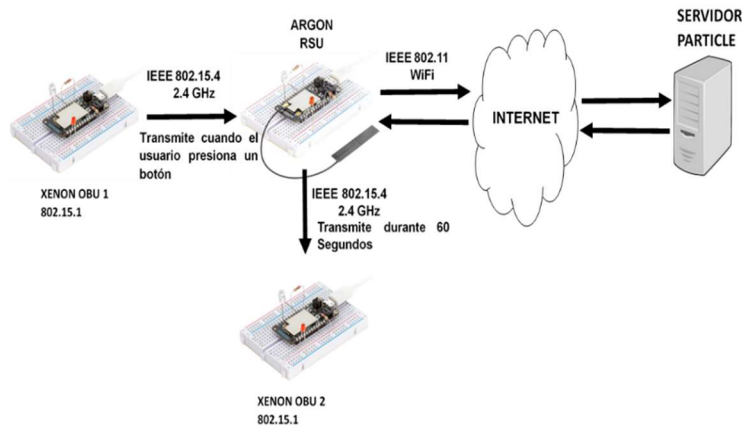 SERVIDOR
PARTICLE
ARGON
RSU
IEEE 802.15.4
2.4 GHz
IEEE 802.11
WiFi
INTERNET
Transmite cuando el
usuario presiona un
botón
XENON OBU 1
802.15.1
IEEE 802.15.4
2.4 GHz
Transmite durante 60
Segundos
XENON OBU 2
802.15.1